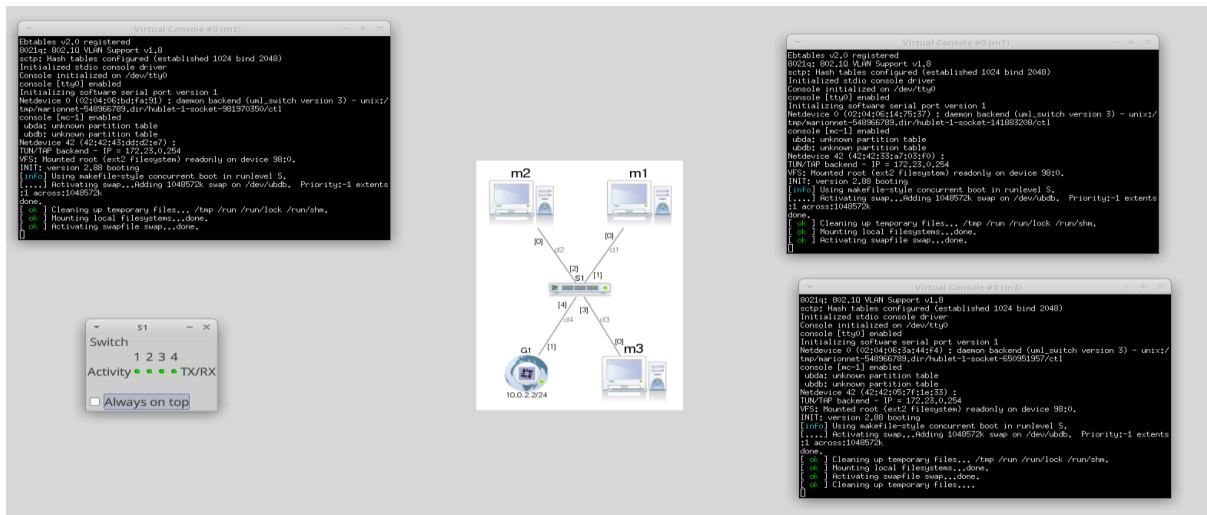 Virtual Console #0 (m2)
Ebtables v2.0 registered
8021q: 802.1Q VLAN Support v1.8
sctp: Hash tables configured (established 1024 bind 2048)
Initialized stdio console driver
Console initialized on /dev/tty0
console [tty0] enabled
Initializing software serial port version 1
Netdevice 0 (02:04:06:bd:fa:91) : daemon backend (uml_switch version 3) - unix:/
tmp/marionnet-548966789.dir/hublet-1-socket-981970350/ctl
console [mc-1] enabled
ubda: unknown partition table
ubdb: unknown partition table
Netdevice 42 (42:42:43:dd:d2:e7) :
TUN/TAP backend - IP = 172.23.0.254
VFS: Mounted root (ext2 filesystem) readonly on device 98:0.
INIT: version 2.88 booting
[info] Using makefile-style concurrent boot in runlevel S.
[....] Activating swap...Adding 1048572k swap on /dev/ubdb.  Priority:-1 extents
:1 across:1048572k
done.
[ ok ] Cleaning up temporary files... /tmp /run /run/lock /run/shm.
[ ok ] Mounting local filesystems...done.
[ ok ] Activating swapfile swap...done.
Virtual Console #0 (m1)
Ebtables v2.0 registered
8021q: 802.1Q VLAN Support v1.8
sctp: Hash tables configured (established 1024 bind 2048)
Initialized stdio console driver
Console initialized on /dev/tty0
console [tty0] enabled
Initializing software serial port version 1
Netdevice 0 (02:04:06:14:75:37) : daemon backend (uml_switch version 3) - unix:/
tmp/marionnet-548966789.dir/hublet-1-socket-141883208/ctl
console [mc-1] enabled
ubda: unknown partition table
ubdb: unknown partition table
Netdevice 42 (42:42:33:a7:03:f0) :
TUN/TAP backend - IP = 172.23.0.254
VFS: Mounted root (ext2 filesystem) readonly on device 98:0.
INIT: version 2.88 booting
[info] Using makefile-style concurrent boot in runlevel S.
[....] Activating swap...Adding 1048572k swap on /dev/ubdb.  Priority:-1 extents
:1 across:1048572k
done.
[ ok ] Cleaning up temporary files... /tmp /run /run/lock /run/shm.
[ ok ] Mounting local filesystems...done.
[ ok ] Activating swapfile swap...done.
m2 m1
[0] [0]
d2 d1
[2] [1]
S1
[4] [3]
d4 d3
[1] [0]
G1 m3
10.0.2.2/24
S1
Switch
1 2 3 4
Activity TX/RX
Always on top
Virtual Console #0 (m3)
8021q: 802.1Q VLAN Support v1.8
sctp: Hash tables configured (established 1024 bind 2048)
Initialized stdio console driver
Console initialized on /dev/tty0
console [tty0] enabled
Initializing software serial port version 1
Netdevice 0 (02:04:06:3a:44:f4) : daemon backend (uml_switch version 3) - unix:/
tmp/marionnet-548966789.dir/hublet-1-socket-650951957/ctl
console [mc-1] enabled
ubda: unknown partition table
ubdb: unknown partition table
Netdevice 42 (42:42:05:7f:1e:33) :
TUN/TAP backend - IP = 172.23.0.254
VFS: Mounted root (ext2 filesystem) readonly on device 98:0.
INIT: version 2.88 booting
[info] Using makefile-style concurrent boot in runlevel S.
[....] Activating swap...Adding 1048572k swap on /dev/ubdb.  Priority:-1 extents
:1 across:1048572k
done.
[ ok ] Cleaning up temporary files... /tmp /run /run/lock /run/shm.
[ ok ] Mounting local filesystems...done.
[ ok ] Activating swapfile swap...done.
[ ok ] Cleaning up temporary files....